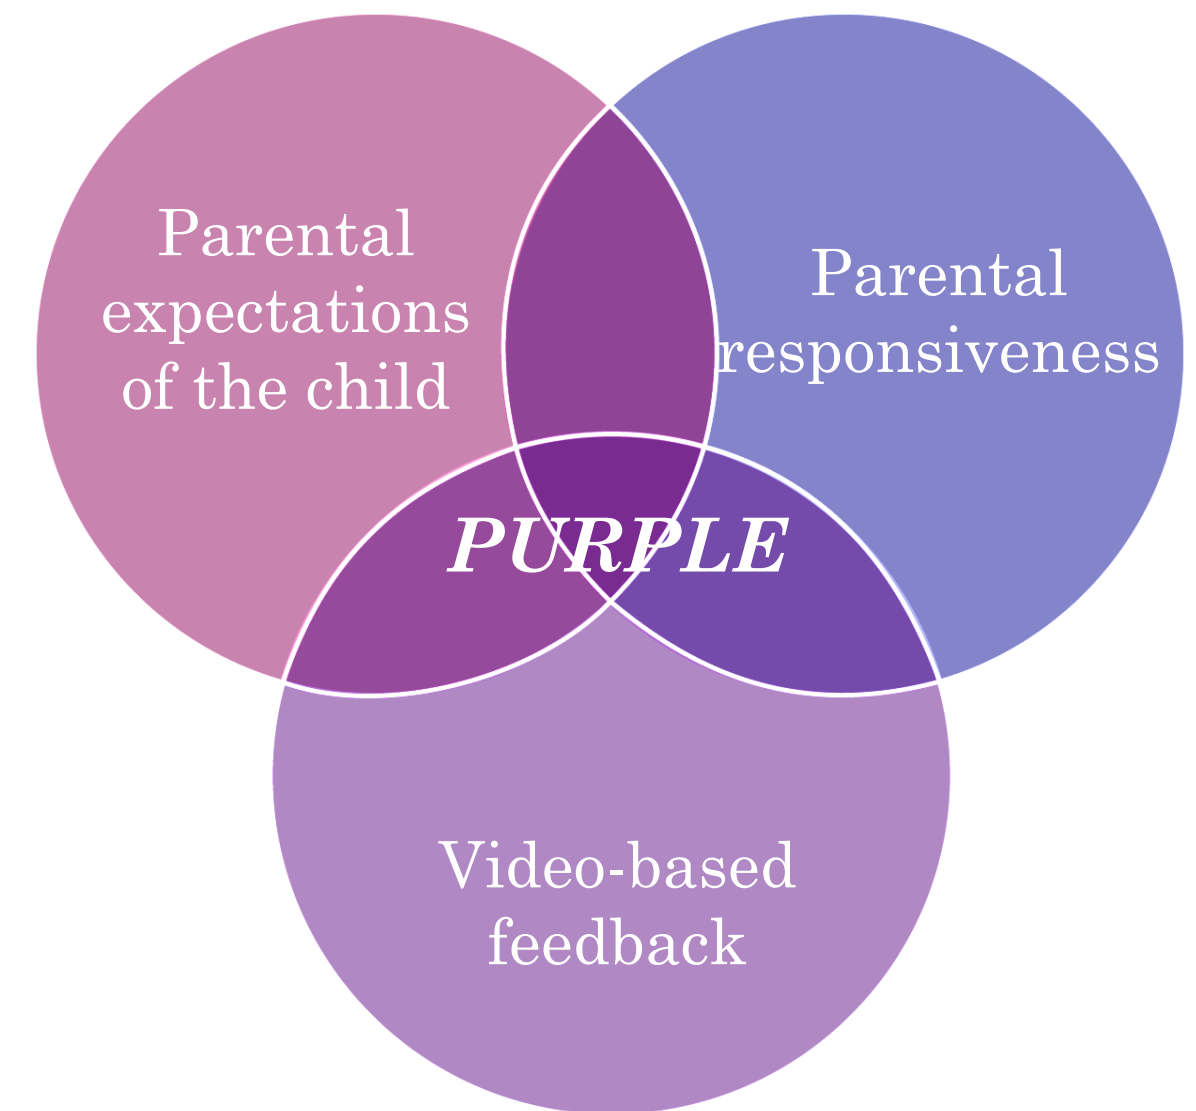 Parental
expectations
of the child
Parental
responsiveness
PURPLE
Video-based
feedback